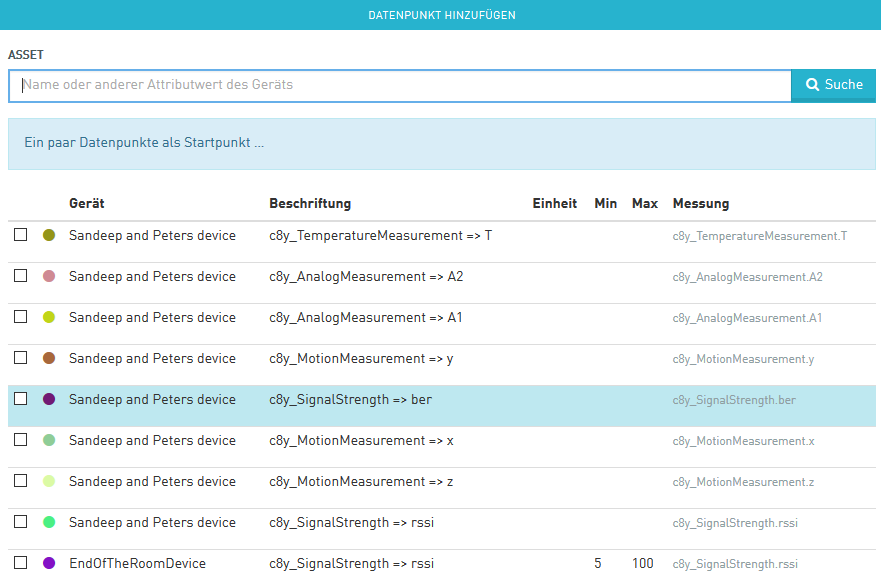 DATENPUNKT HINZUFÜGEN
ASSET
Name oder anderer Attributwert des Geräts
Suche
Ein paar Datenpunkte als Startpunkt ...
Gerät Beschriftung Einheit Min Max Messung
Sandeep and Peters device c8y_TemperatureMeasurement => T c8y_TemperatureMeasurement.T
Sandeep and Peters device c8y_AnalogMeasurement => A2 c8y_AnalogMeasurement.A2
Sandeep and Peters device c8y_AnalogMeasurement => A1 c8y_AnalogMeasurement.A1
Sandeep and Peters device c8y_MotionMeasurement => y c8y_MotionMeasurement.y
Sandeep and Peters device c8y_SignalStrength => ber c8y_SignalStrength.ber
Sandeep and Peters device c8y_MotionMeasurement => x c8y_MotionMeasurement.x
Sandeep and Peters device c8y_MotionMeasurement => z c8y_MotionMeasurement.z
Sandeep and Peters device c8y_SignalStrength => rssi c8y_SignalStrength.rssi
EndOfTheRoomDevice c8y_SignalStrength => rssi 5 100 c8y_SignalStrength.rssi